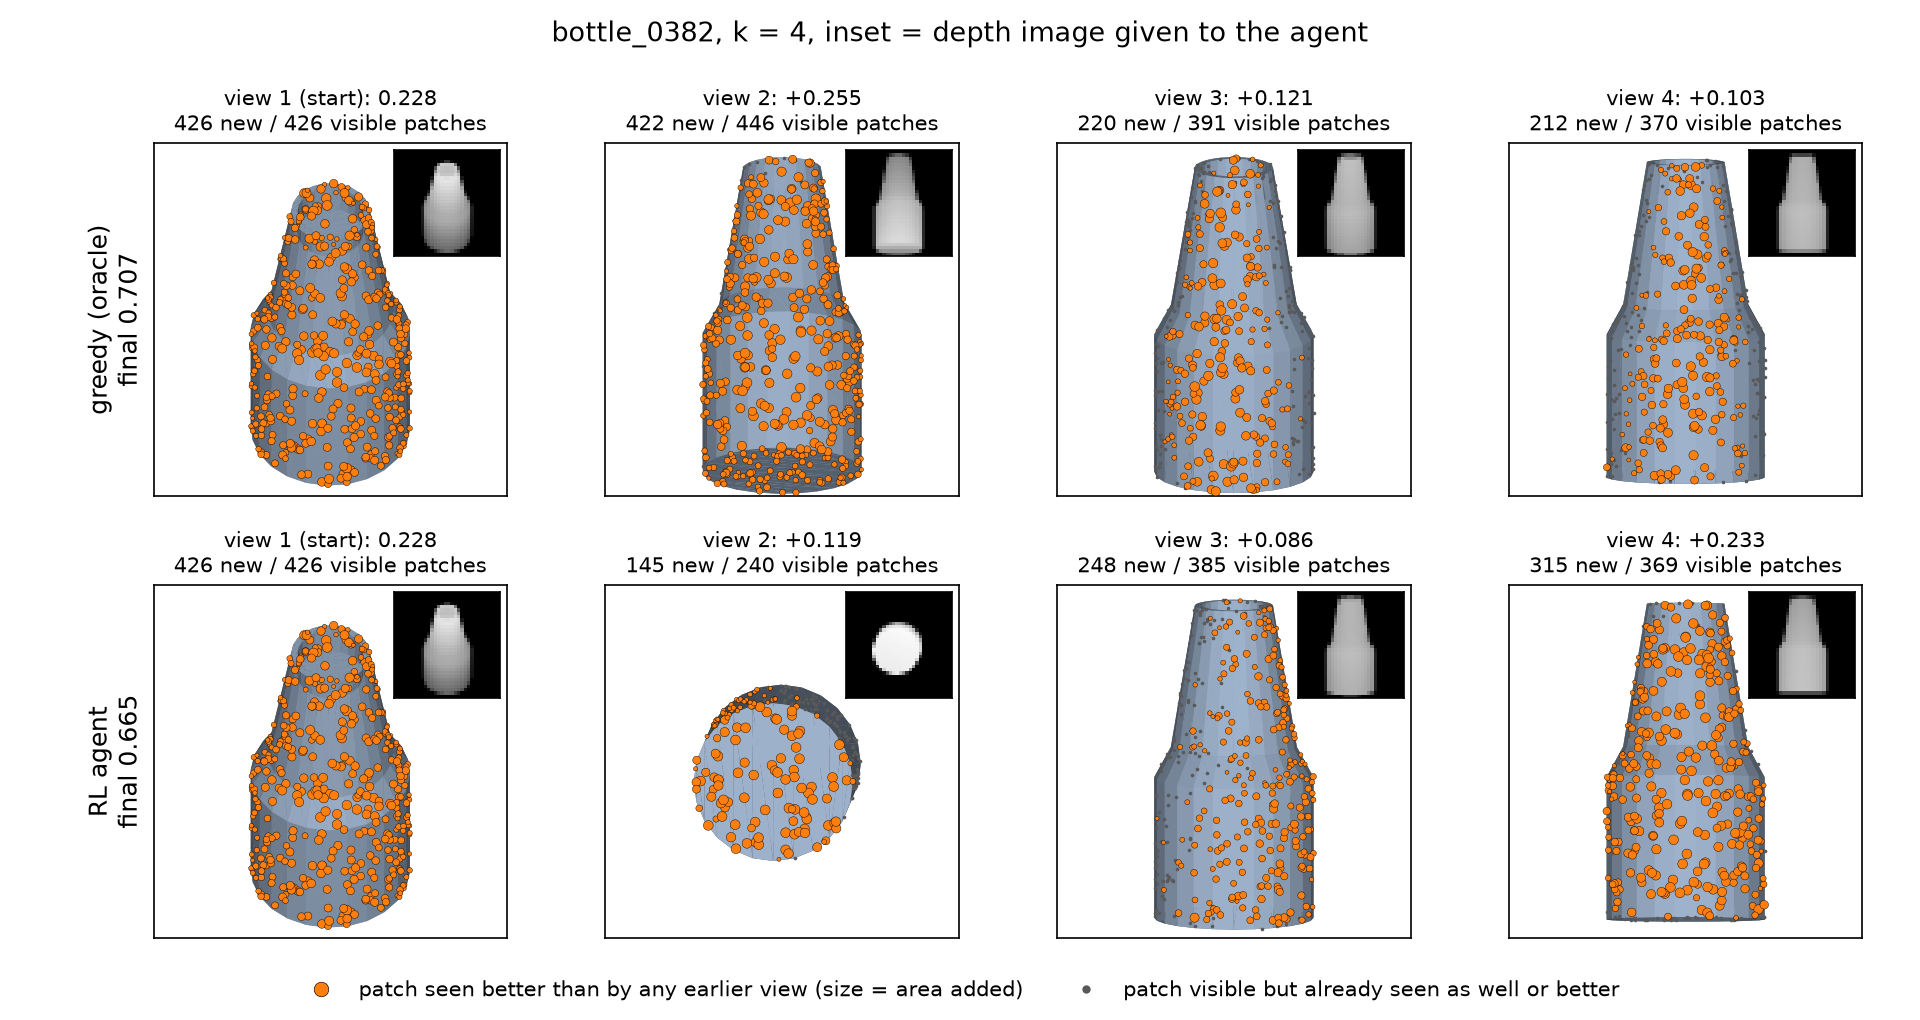 bottle_0382, k = 4, inset = depth image given to the agent
view 1 (start): 0.228
426 new / 426 visible patches
view 2: +0.255
422 new / 446 visible patches
view 3: +0.121
220 new / 391 visible patches
view 4: +0.103
212 new / 370 visible patches
greedy (oracle)
final 0.707
view 1 (start): 0.228
426 new / 426 visible patches
view 2: +0.119
145 new / 240 visible patches
view 3: +0.086
248 new / 385 visible patches
view 4: +0.233
315 new / 369 visible patches
RL agent
final 0.665
patch seen better than by any earlier view (size = area added)
patch visible but already seen as well or better